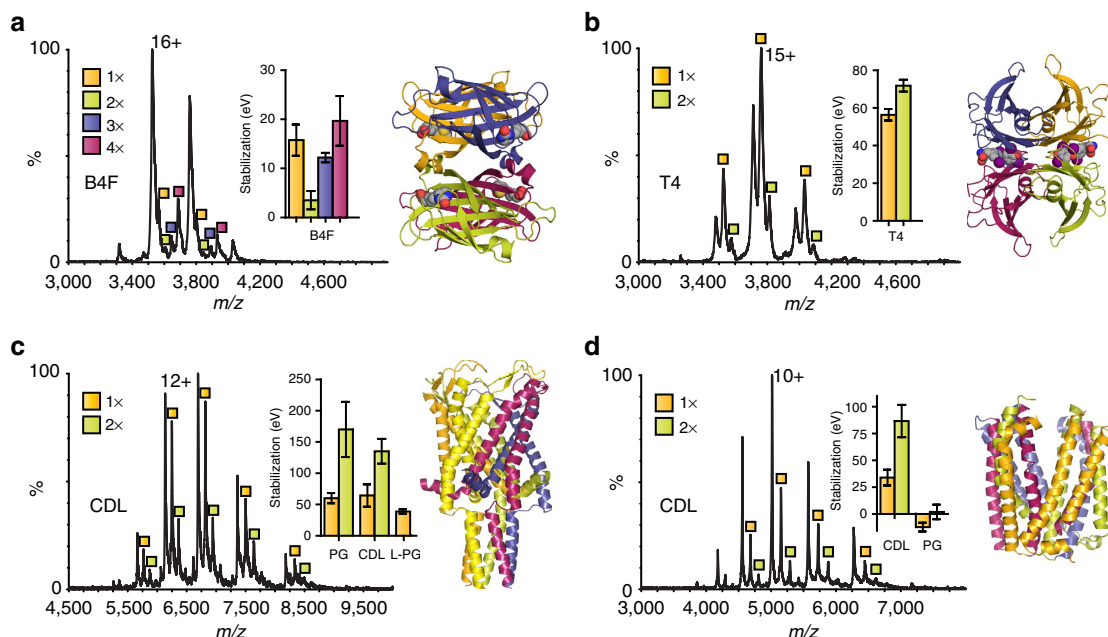 a
100
16+
1×
2×
3×
4×
%
B4F
Stabilization (eV)
30
20
10
0
B4F
3,000
3,400
3,800
4,200
4,600
m/z
b
100
15+
1×
2×
%
T4
Stabilization (eV)
80
60
40
20
0
T4
3,000
3,400
3,800
4,200
4,600
m/z
c
100
12+
1×
2×
%
CDL
Stabilization (eV)
250
200
150
100
50
0
PG
CDL
L-PG
4,500
5,500
6,500
7,500
8,500
9,500
m/z
d
100
10+
1×
2×
%
CDL
Stabilization (eV)
100
75
50
25
0
CDL
PG
3,000
4,000
5,000
6,000
7,000
m/z